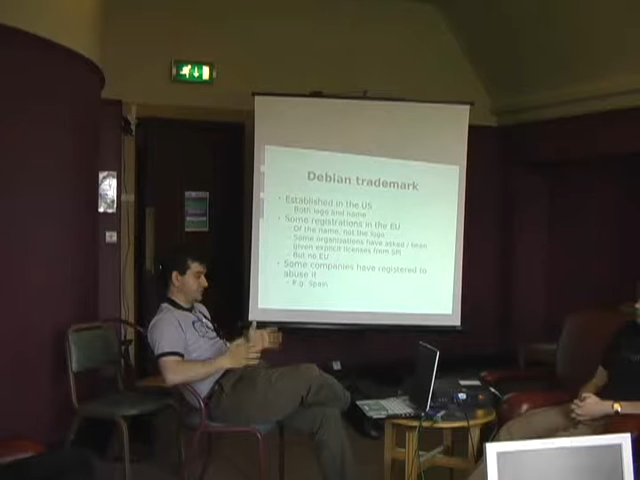 Debian trademark
- Established in the US
- Both logo and name
- Some registrations in the EU
- Of the name, not the logo
- Some organizations have asked / been
given explicit licenses from SPI
- But no EU
- Some companies have registered to
abuse it
- F.g. Spain